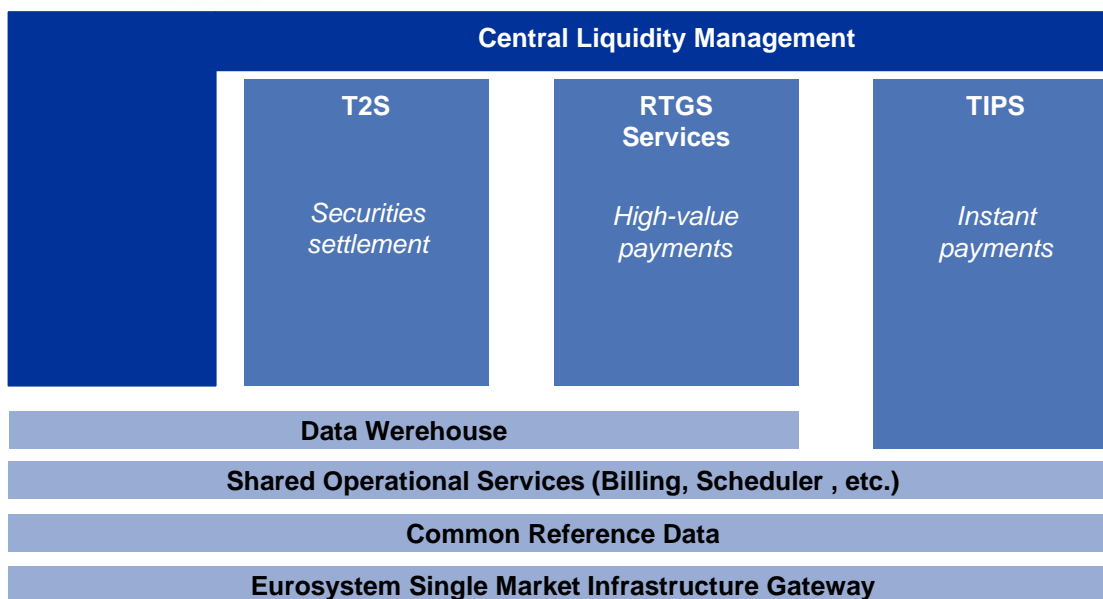 Central Liquidity Management
T2S
Securities
settlement
RTGS
Services
High-value
payments
TIPS
Instant
payments
Data Werehouse
Shared Operational Services (Billing, Scheduler , etc.)
Common Reference Data
Eurosystem Single Market Infrastructure Gateway